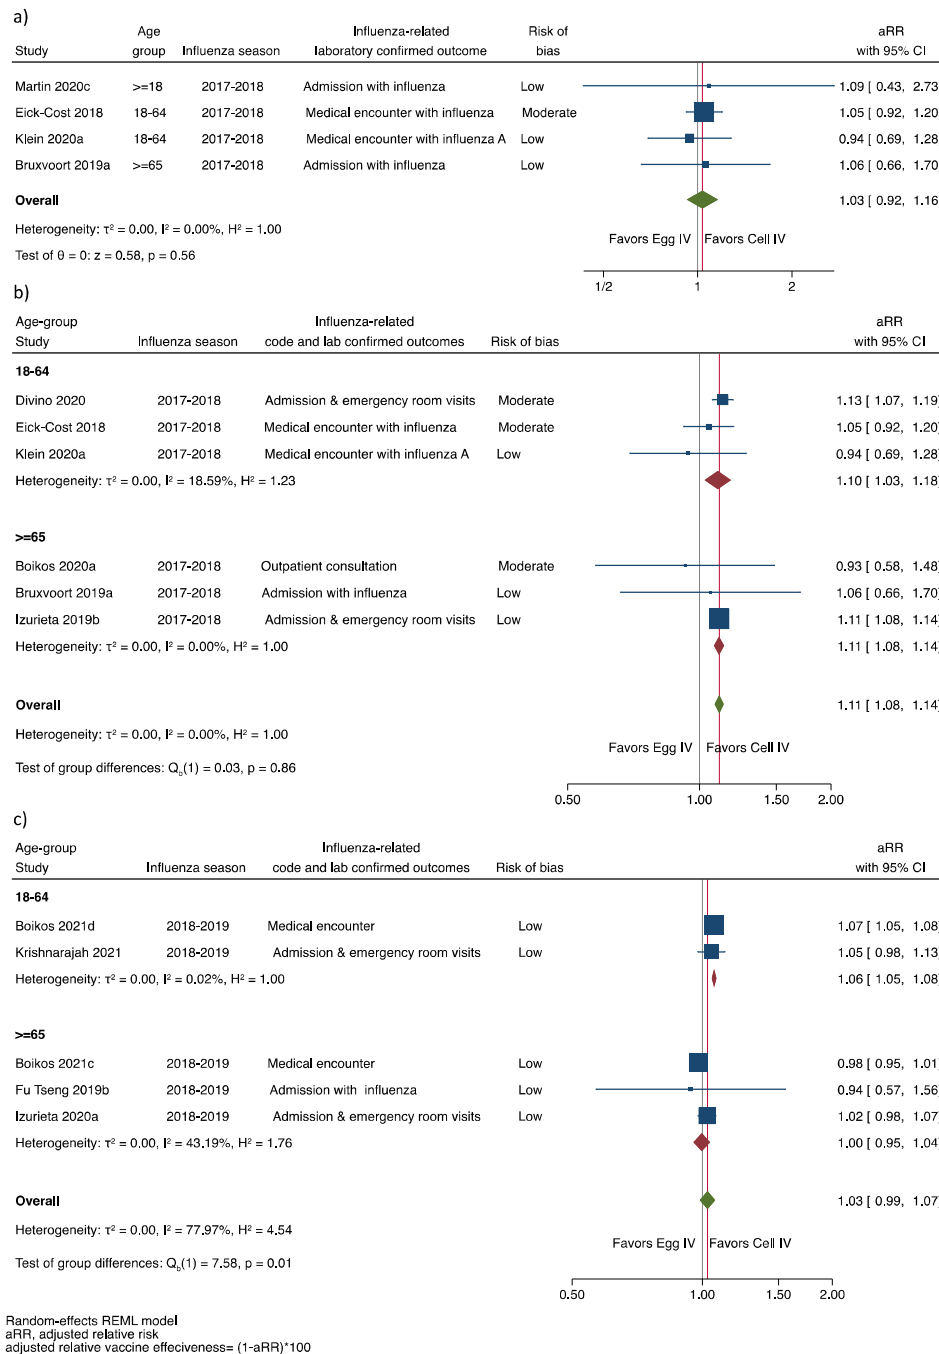 a)
Age Influenza-related Risk of aRR
Study group Influenza season laboratory confirmed outcome bias with 95% CI
Martin 2020c >=18 2017-2018 Admission with influenza Low 1.09 [ 0.43, 2.73
Eick-Cost 2018 18-64 2017-2018 Medical encounter with influenza Moderate 1.05 [ 0.92, 1.20
Klein 2020a 18-64 2017-2018 Medical encounter with influenza A Low 0.94 [ 0.69, 1.28
Bruxvoort 2019a >=65 2017-2018 Admission with influenza Low 1.06 [ 0.66, 1.70
Overall 1.03 [ 0.92, 1.16
Heterogeneity: τ² = 0.00, I² = 0.00%, H² = 1.00
Favors Egg IV Favors Cell IV
Test of θ = 0: z = 0.58, p = 0.56
1/2 1 2
b)
Age-group Influenza-related aRR
Study Influenza season code and lab confirmed outcomes Risk of bias with 95% CI
18-64
Divino 2020 2017-2018 Admission & emergency room visits Moderate 1.13 [ 1.07, 1.19]
Eick-Cost 2018 2017-2018 Medical encounter with influenza Moderate 1.05 [ 0.92, 1.20]
Klein 2020a 2017-2018 Medical encounter with influenza A Low 0.94 [ 0.69, 1.28]
Heterogeneity: τ² = 0.00, I² = 18.59%, H² = 1.23 1.10 [ 1.03, 1.18]
>=65
Boikos 2020a 2017-2018 Outpatient consultation Moderate 0.93 [ 0.58, 1.48]
Bruxvoort 2019a 2017-2018 Admission with influenza Low 1.06 [ 0.66, 1.70]
Izurieta 2019b 2017-2018 Admission & emergency room visits Low 1.11 [ 1.08, 1.14]
Heterogeneity: τ² = 0.00, I² = 0.00%, H² = 1.00 1.11 [ 1.08, 1.14]
Overall 1.11 [ 1.08, 1.14]
Heterogeneity: τ² = 0.00, I² = 0.00%, H² = 1.00
Favors Egg IV Favors Cell IV
Test of group differences: Q_b(1) = 0.03, p = 0.86
0.50 1.00 1.50 2.00
c)
Age-group Influenza-related aRR
Study Influenza season code and lab confirmed outcomes Risk of bias with 95% CI
18-64
Boikos 2021d 2018-2019 Medical encounter Low 1.07 [ 1.05, 1.08]
Krishnarajah 2021 2018-2019 Admission & emergency room visits Low 1.05 [ 0.98, 1.13]
Heterogeneity: τ² = 0.00, I² = 0.02%, H² = 1.00 1.06 [ 1.05, 1.08]
>=65
Boikos 2021c 2018-2019 Medical encounter Low 0.98 [ 0.95, 1.01]
Fu Tseng 2019b 2018-2019 Admission with influenza Low 0.94 [ 0.57, 1.56]
Izurieta 2020a 2018-2019 Admission & emergency room visits Low 1.02 [ 0.98, 1.07]
Heterogeneity: τ² = 0.00, I² = 43.19%, H² = 1.76 1.00 [ 0.95, 1.04]
Overall 1.03 [ 0.99, 1.07]
Heterogeneity: τ² = 0.00, I² = 77.97%, H² = 4.54
Favors Egg IV Favors Cell IV
Test of group differences: Q_b(1) = 7.58, p = 0.01
0.50 1.00 2.00
Random-effects REML model
aRR, adjusted relative risk
adjusted relative vaccine effeciveness= (1-aRR)*100